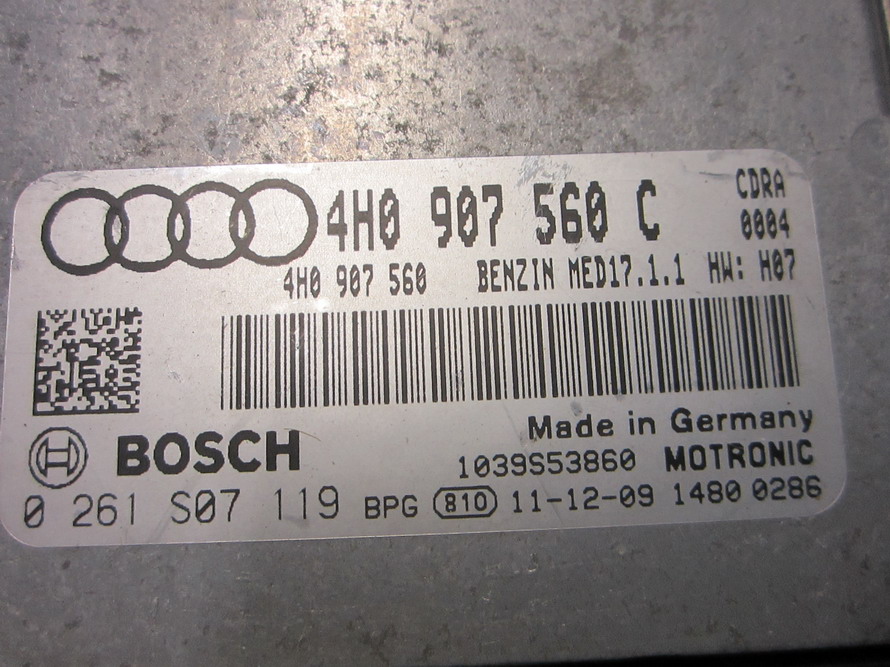 4H0 907 560 C CDRA
0004
4H0 907 560 BENZIN MED17.1.1 HW: H07
Made in Germany
BOSCH 1039S53860 MOTRONIC
0 261 S07 119 BPG 810 11-12-09 1480 0286